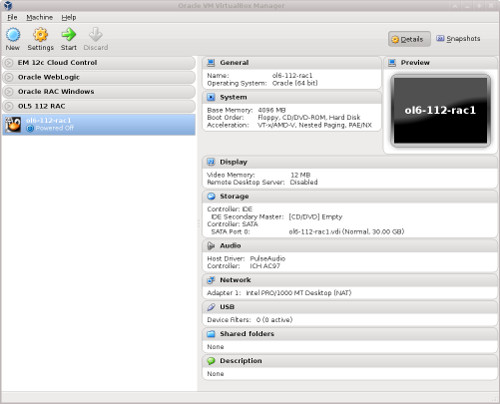 Oracle VM VirtualBox Manager
File Machine Help
New Settings Start Discard
Details Snapshots
EM 12c Cloud Control
Oracle WebLogic
Oracle RAC Windows
OL5 112 RAC
ol6-112-rac1
Powered Off
General
Name: ol6-112-rac1
Operating System: Oracle (64 bit)
System
Base Memory: 4096 MB
Boot Order: Floppy, CD/DVD-ROM, Hard Disk
Acceleration: VT-x/AMD-V, Nested Paging, PAE/NX
Preview
ol6-112-rac1
Display
Video Memory: 12 MB
Remote Desktop Server: Disabled
Storage
Controller: IDE
IDE Secondary Master: [CD/DVD] Empty
Controller: SATA
SATA Port 0: ol6-112-rac1.vdi (Normal, 30.00 GB)
Audio
Host Driver: PulseAudio
Controller: ICH AC97
Network
Adapter 1: Intel PRO/1000 MT Desktop (NAT)
USB
Device Filters: 0 (0 active)
Shared folders
None
Description
None